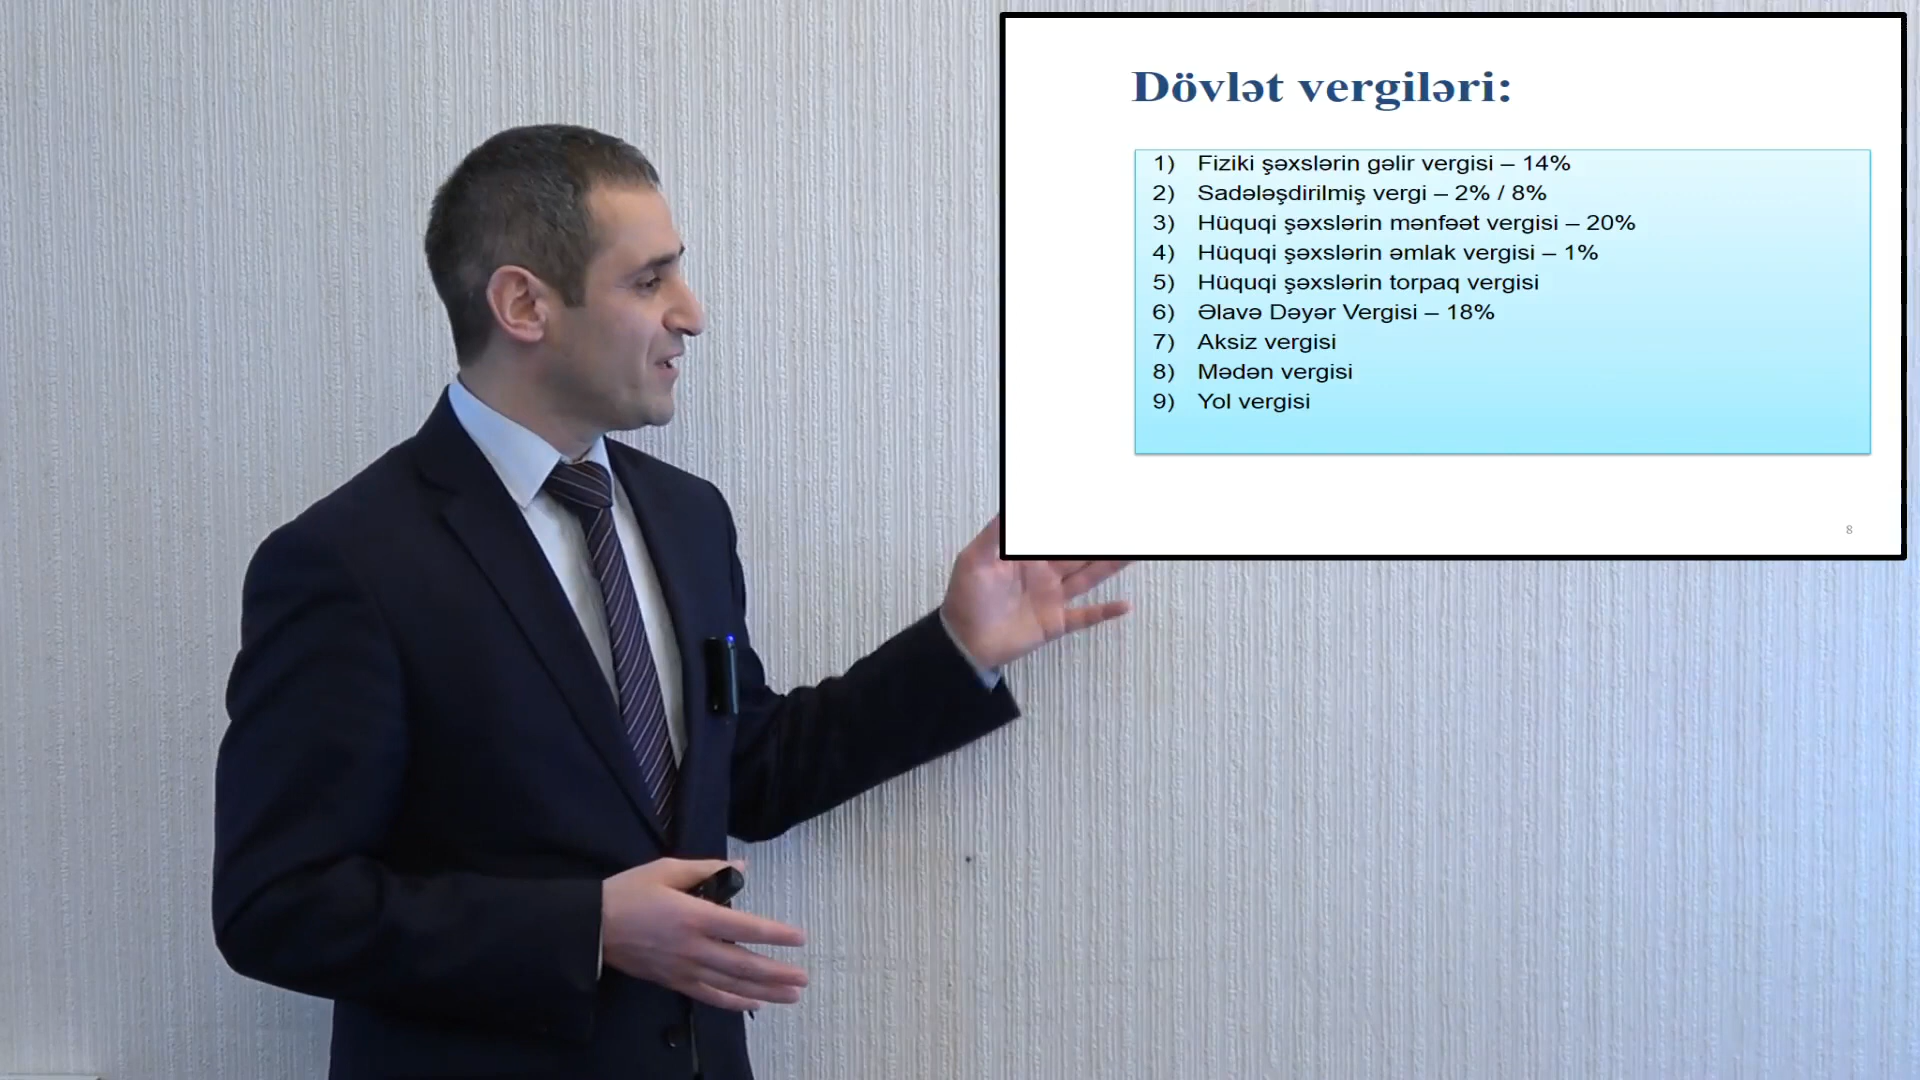 Dövlət vergiləri:
1) Fiziki şəxslərin gəlir vergisi – 14%
2) Sadələşdirilmiş vergi – 2% / 8%
3) Hüquqi şəxslərin mənfəət vergisi – 20%
4) Hüquqi şəxslərin əmlak vergisi – 1%
5) Hüquqi şəxslərin torpaq vergisi
6) Əlavə Dəyər Vergisi – 18%
7) Aksiz vergisi
8) Mədən vergisi
9) Yol vergisi
8